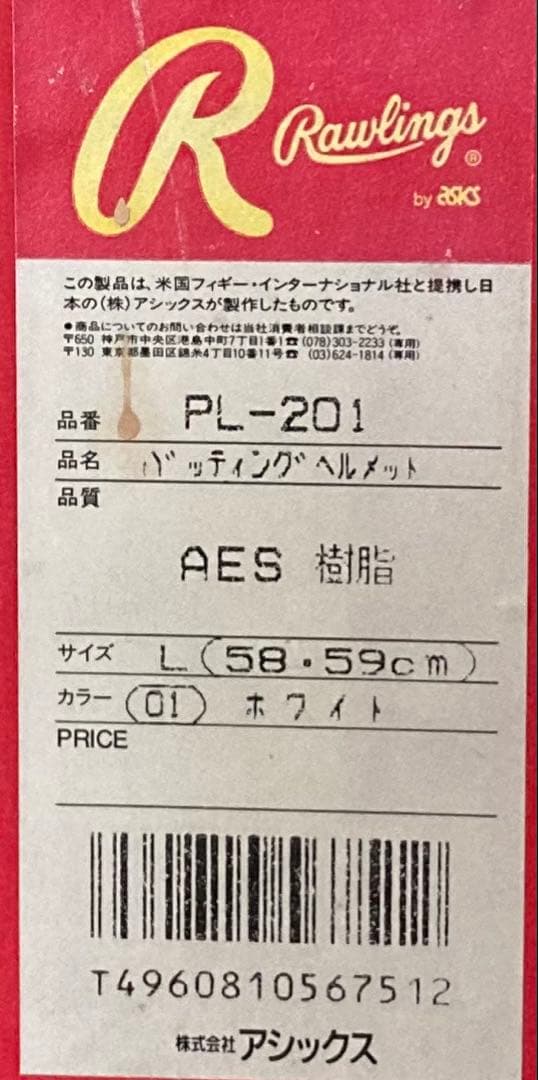 R Rawlings®
by asics
この製品は、米国フィギー・インターナショナル社と提携し日
本の(株)アシックスが製作したものです。
●商品についてのお問い合わせは当社消費者相談課までどうぞ。
〒650 神戸市中央区港島中町7丁目1番1☎(078)303-2233(専用)
〒130 東京都墨田区錦糸4丁目10番11号☎(03)624-1814(専用)
品番 PL-201
品名 バッティングヘルメット
品質
AES 樹脂
サイズ L(58・59cm)
カラー (01) ホワイト
PRICE
T4960810567512
株式会社アシックス